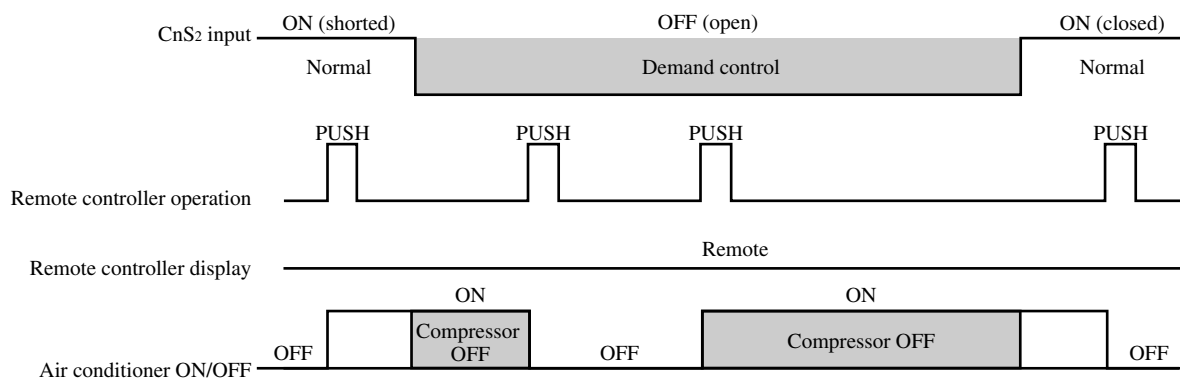 ON (shorted) OFF (open) ON (closed)
CnS2 input
Normal Demand control Normal
PUSH PUSH PUSH PUSH
Remote controller operation
Remote
Remote controller display
ON ON
Compressor
OFF
Compressor OFF
OFF OFF OFF
Air conditioner ON/OFF